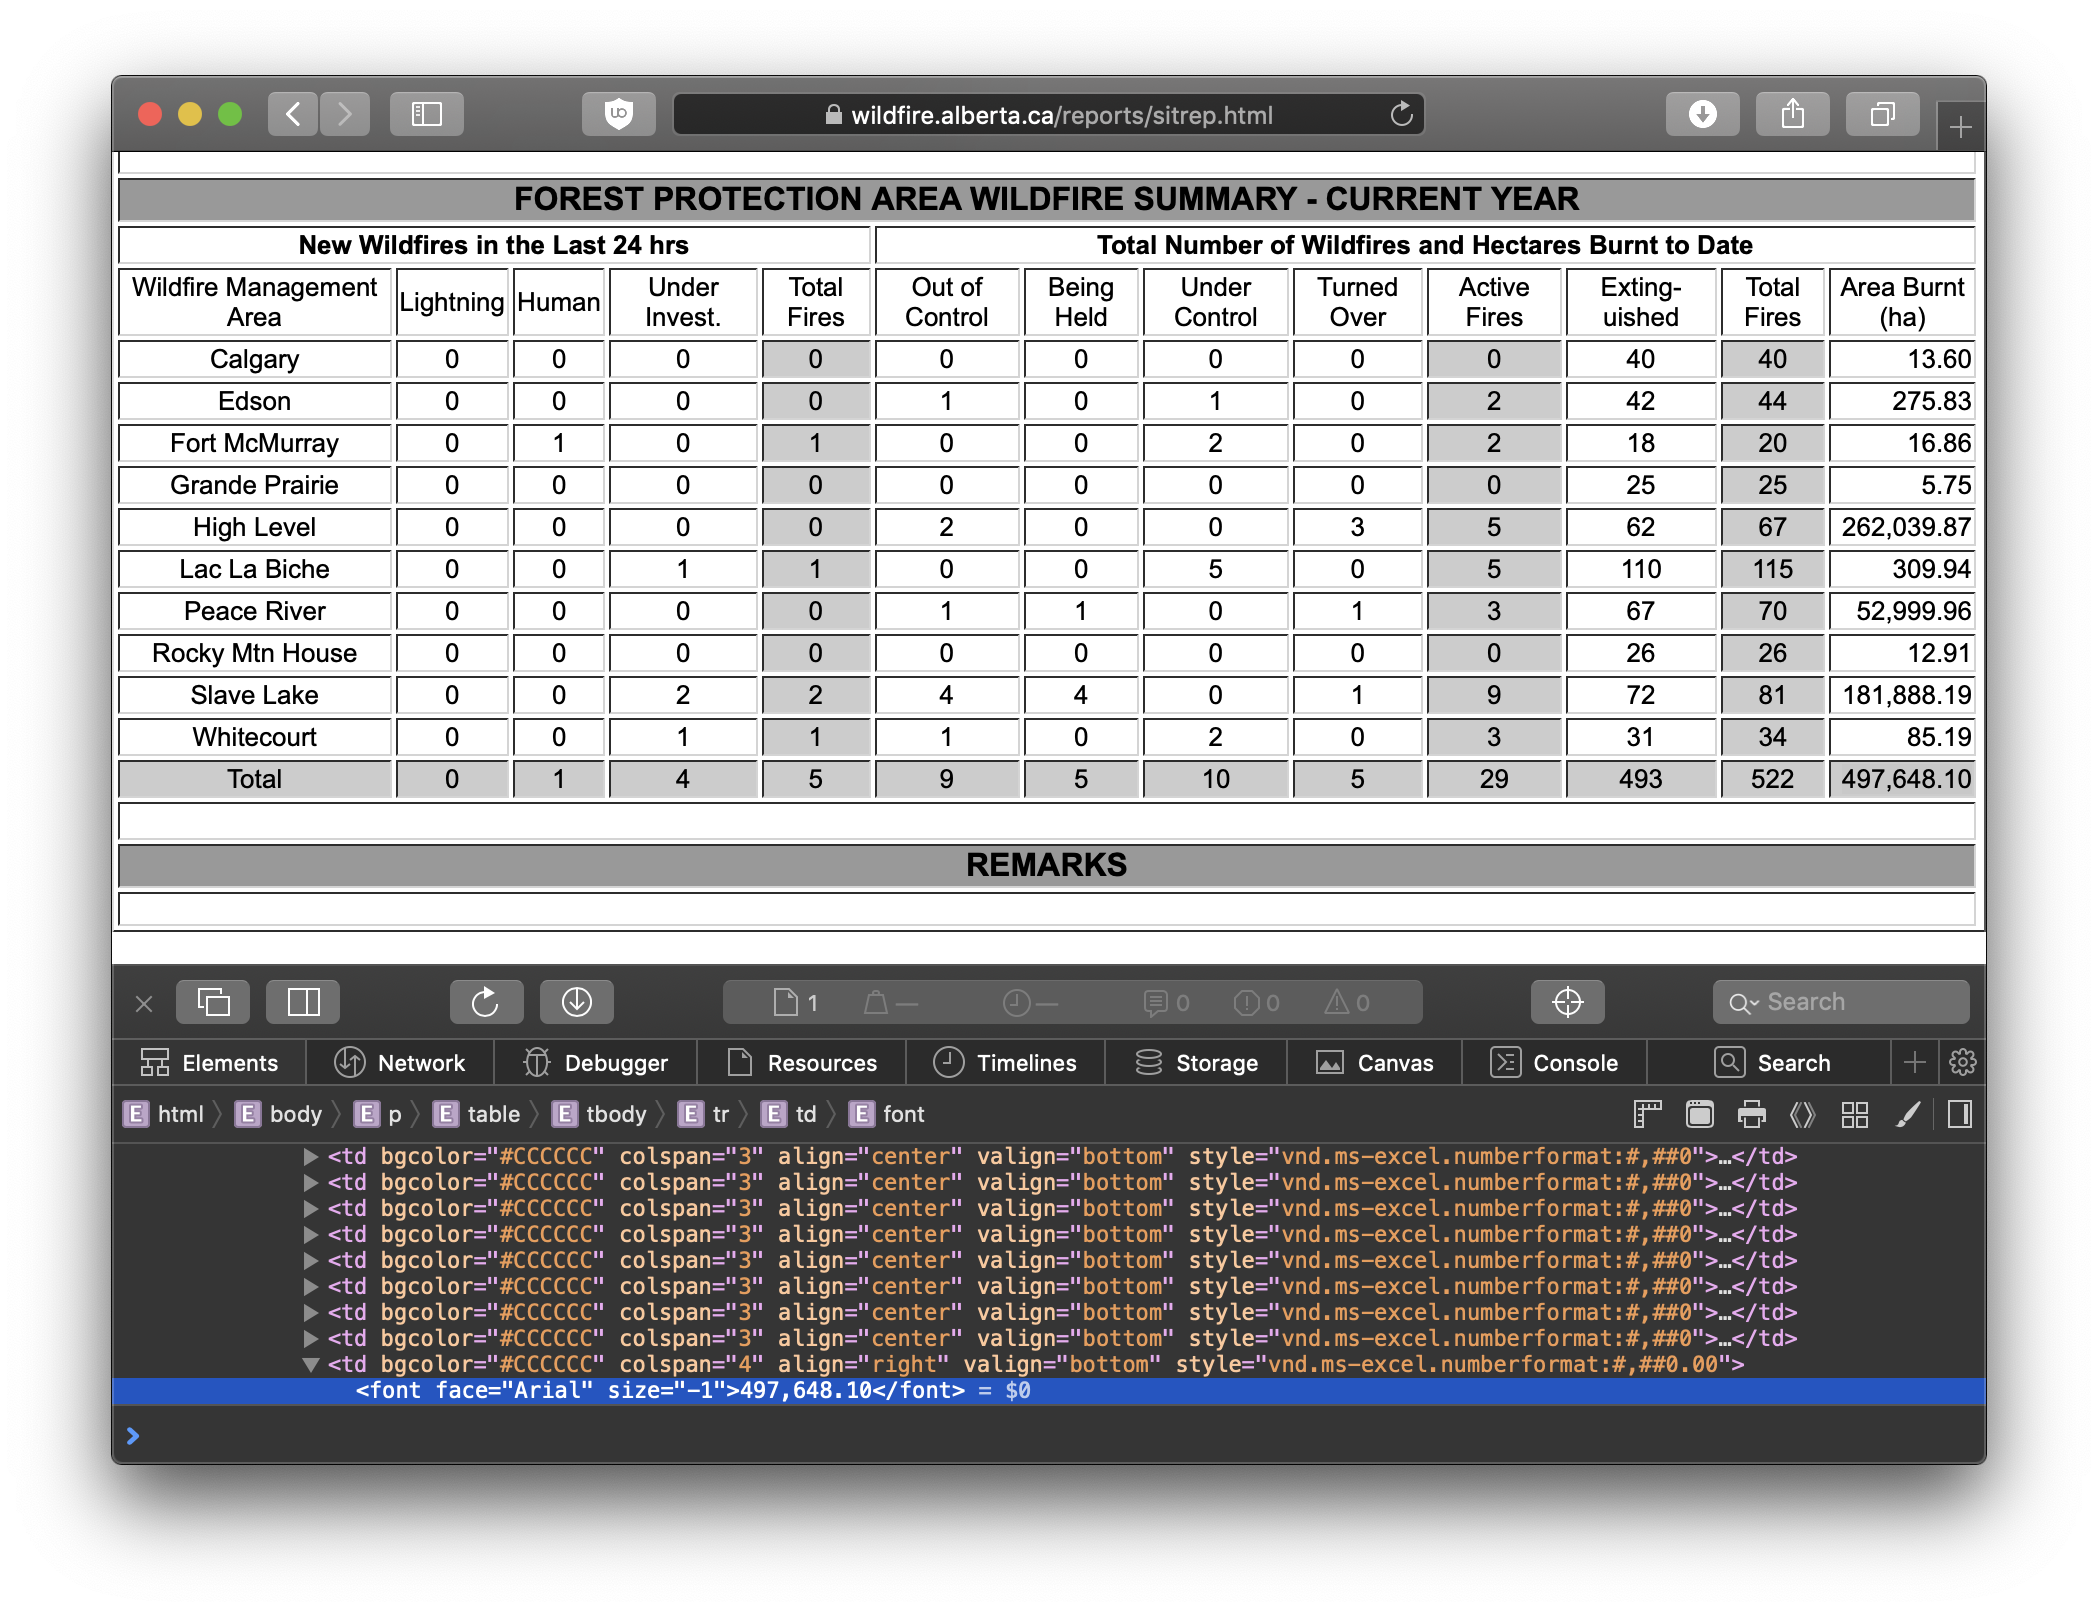 wildfire.alberta.ca/reports/sitrep.html
FOREST PROTECTION AREA WILDFIRE SUMMARY - CURRENT YEAR
New Wildfires in the Last 24 hrs Total Number of Wildfires and Hectares Burnt to Date
Wildfire Management Area Lightning Human Under Invest. Total Fires Out of Control Being Held Under Control Turned Over Active Fires Exting-uished Total Fires Area Burnt (ha)
Calgary 0 0 0 0 0 0 0 0 0 40 40 13.60
Edson 0 0 0 0 1 0 1 0 2 42 44 275.83
Fort McMurray 0 1 0 1 0 0 2 0 2 18 20 16.86
Grande Prairie 0 0 0 0 0 0 0 0 0 25 25 5.75
High Level 0 0 0 0 2 0 0 3 5 62 67 262,039.87
Lac La Biche 0 0 1 1 0 0 5 0 5 110 115 309.94
Peace River 0 0 0 0 1 1 0 1 3 67 70 52,999.96
Rocky Mtn House 0 0 0 0 0 0 0 0 0 26 26 12.91
Slave Lake 0 0 2 2 4 4 0 1 9 72 81 181,888.19
Whitecourt 0 0 1 1 1 0 2 0 3 31 34 85.19
Total 0 1 4 5 9 5 10 5 29 493 522 497,648.10
REMARKS
1 — — 0 0 0 Search
Elements Network Debugger Resources Timelines Storage Canvas Console Search
E html E body E p E table E tbody E tr E td E font
<td bgcolor="#CCCCCC" colspan="3" align="center" valign="bottom" style="vnd.ms-excel.numberformat:#,##0">…</td>
<td bgcolor="#CCCCCC" colspan="3" align="center" valign="bottom" style="vnd.ms-excel.numberformat:#,##0">…</td>
<td bgcolor="#CCCCCC" colspan="3" align="center" valign="bottom" style="vnd.ms-excel.numberformat:#,##0">…</td>
<td bgcolor="#CCCCCC" colspan="3" align="center" valign="bottom" style="vnd.ms-excel.numberformat:#,##0">…</td>
<td bgcolor="#CCCCCC" colspan="3" align="center" valign="bottom" style="vnd.ms-excel.numberformat:#,##0">…</td>
<td bgcolor="#CCCCCC" colspan="3" align="center" valign="bottom" style="vnd.ms-excel.numberformat:#,##0">…</td>
<td bgcolor="#CCCCCC" colspan="3" align="center" valign="bottom" style="vnd.ms-excel.numberformat:#,##0">…</td>
<td bgcolor="#CCCCCC" colspan="3" align="center" valign="bottom" style="vnd.ms-excel.numberformat:#,##0">…</td>
<td bgcolor="#CCCCCC" colspan="4" align="right" valign="bottom" style="vnd.ms-excel.numberformat:#,##0.00">
<font face="Arial" size="-1">497,648.10</font> = $0